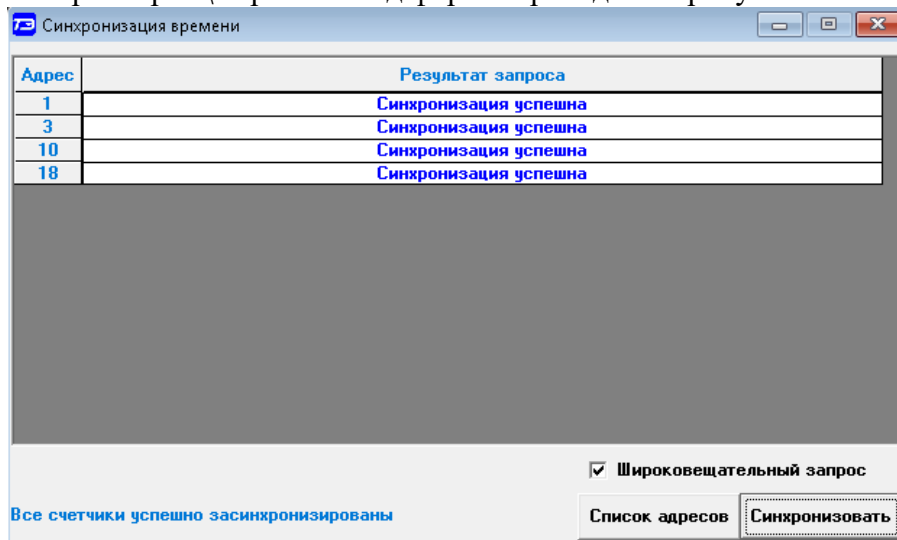 ТЭ Синхронизация времени
Адрес Результат запроса
1 Синхронизация успешна
3 Синхронизация успешна
10 Синхронизация успешна
18 Синхронизация успешна
Широковещательный запрос
Все счетчики успешно засинхронизированы Список адресов Синхронизовать